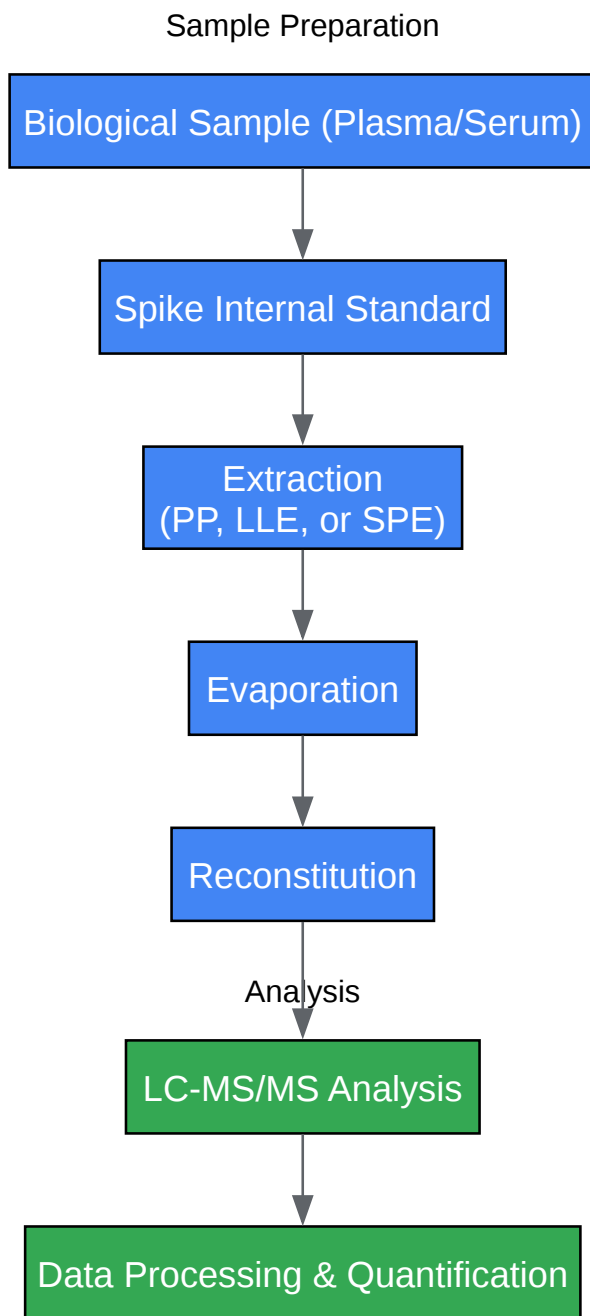 Sample Preparation
Biological Sample (Plasma/Serum)
Spike Internal Standard
Extraction
(PP, LLE, or SPE)
Evaporation
Reconstitution
Analysis
LC-MS/MS Analysis
Data Processing & Quantification